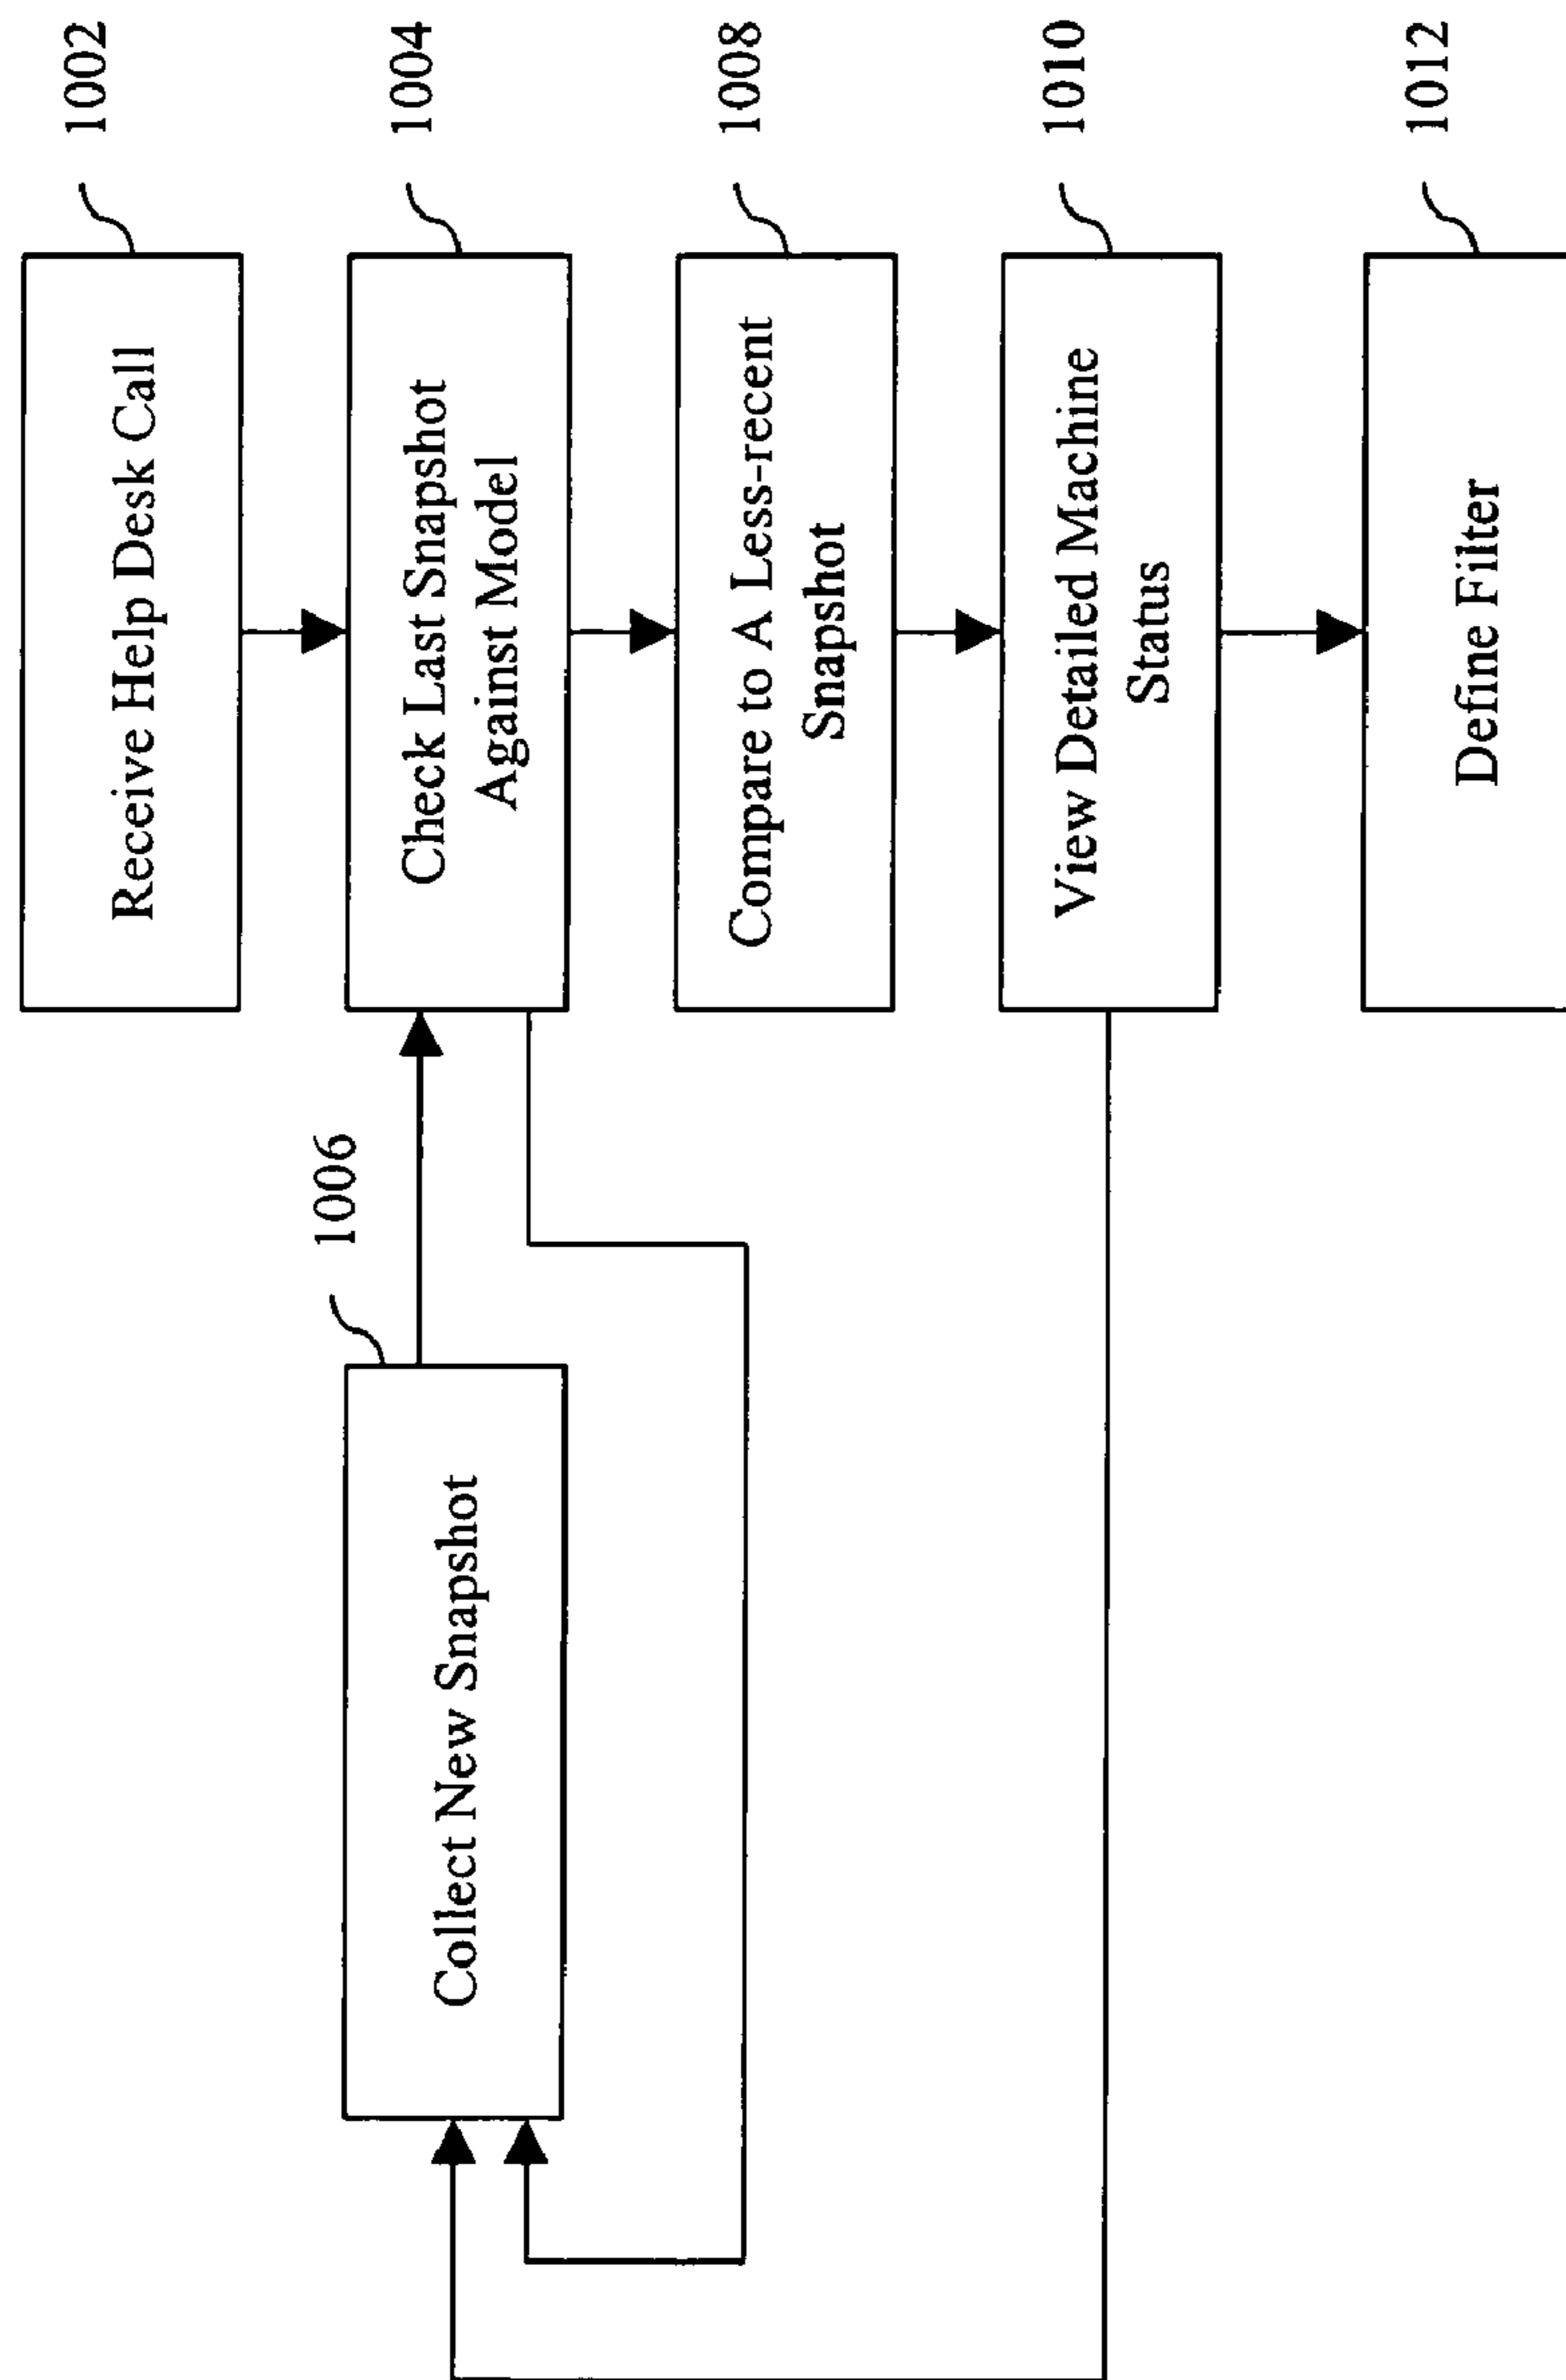 Receive Help Desk Call
1002
Check Last Snapshot
Against Model
1004
Collect New Snapshot
1006
Compare to A Less-recent
Snapshot
1008
View Detailed Machine
Status
1010
Define Filter
1012